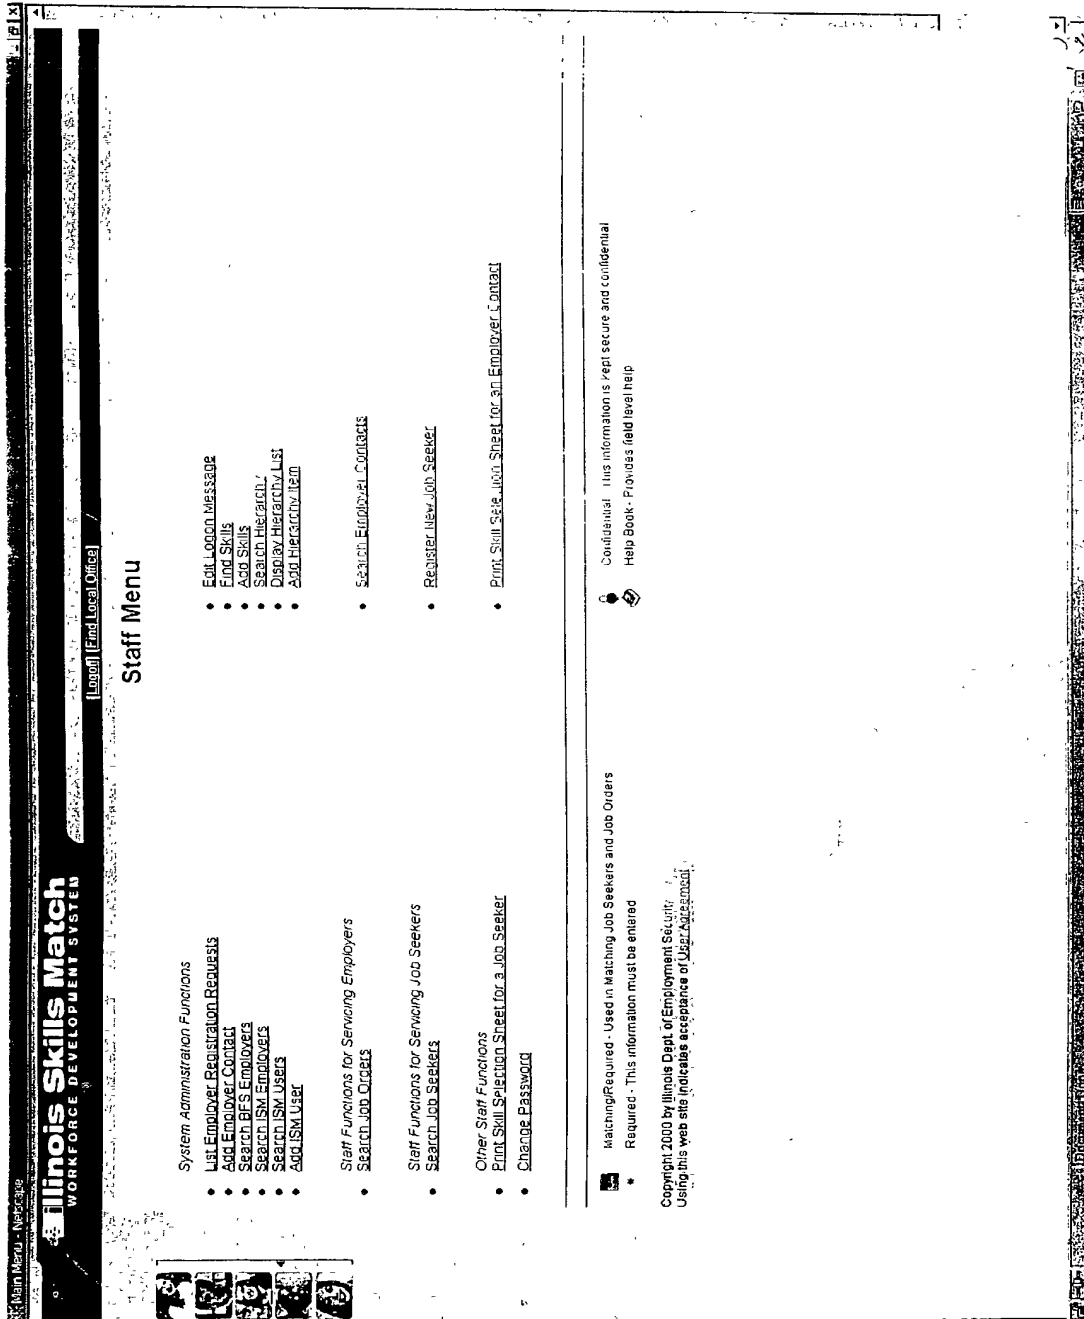 Main Menu - Netscape
Illinois Skills Match
WORKFORCE DEVELOPMENT SYSTEM
[Logoff] [Find Local Office]
Staff Menu
System Administration Functions
• List Employer Registration Requests
• Add Employer Contact
• Search BFS Employers
• Search ISM Employers
• Search ISM Users
• Add ISM User
• Edit Logon Message
• Find Skills
• Add Skills
• Search Hierarchy
• Display Hierarchy List
• Add Hierarchy Item
Staff Functions for Servicing Employers
• Search Job Orders
• Search Employer Contacts
Staff Functions for Servicing Job Seekers
• Search Job Seekers
• Register New Job Seeker
Other Staff Functions
• Print Skill Selection Sheet for a Job Seeker
• Change Password
• Print Skill Selection Sheet for an Employer Contact
Matching/Required - Used in Matching Job Seekers and Job Orders
Required - This information must be entered
Confidential This information is kept secure and confidential
Help Book - Provides field level help
Copyright 2000 by Illinois Dept. of Employment Security
Using this web site indicates acceptance of User Agreement